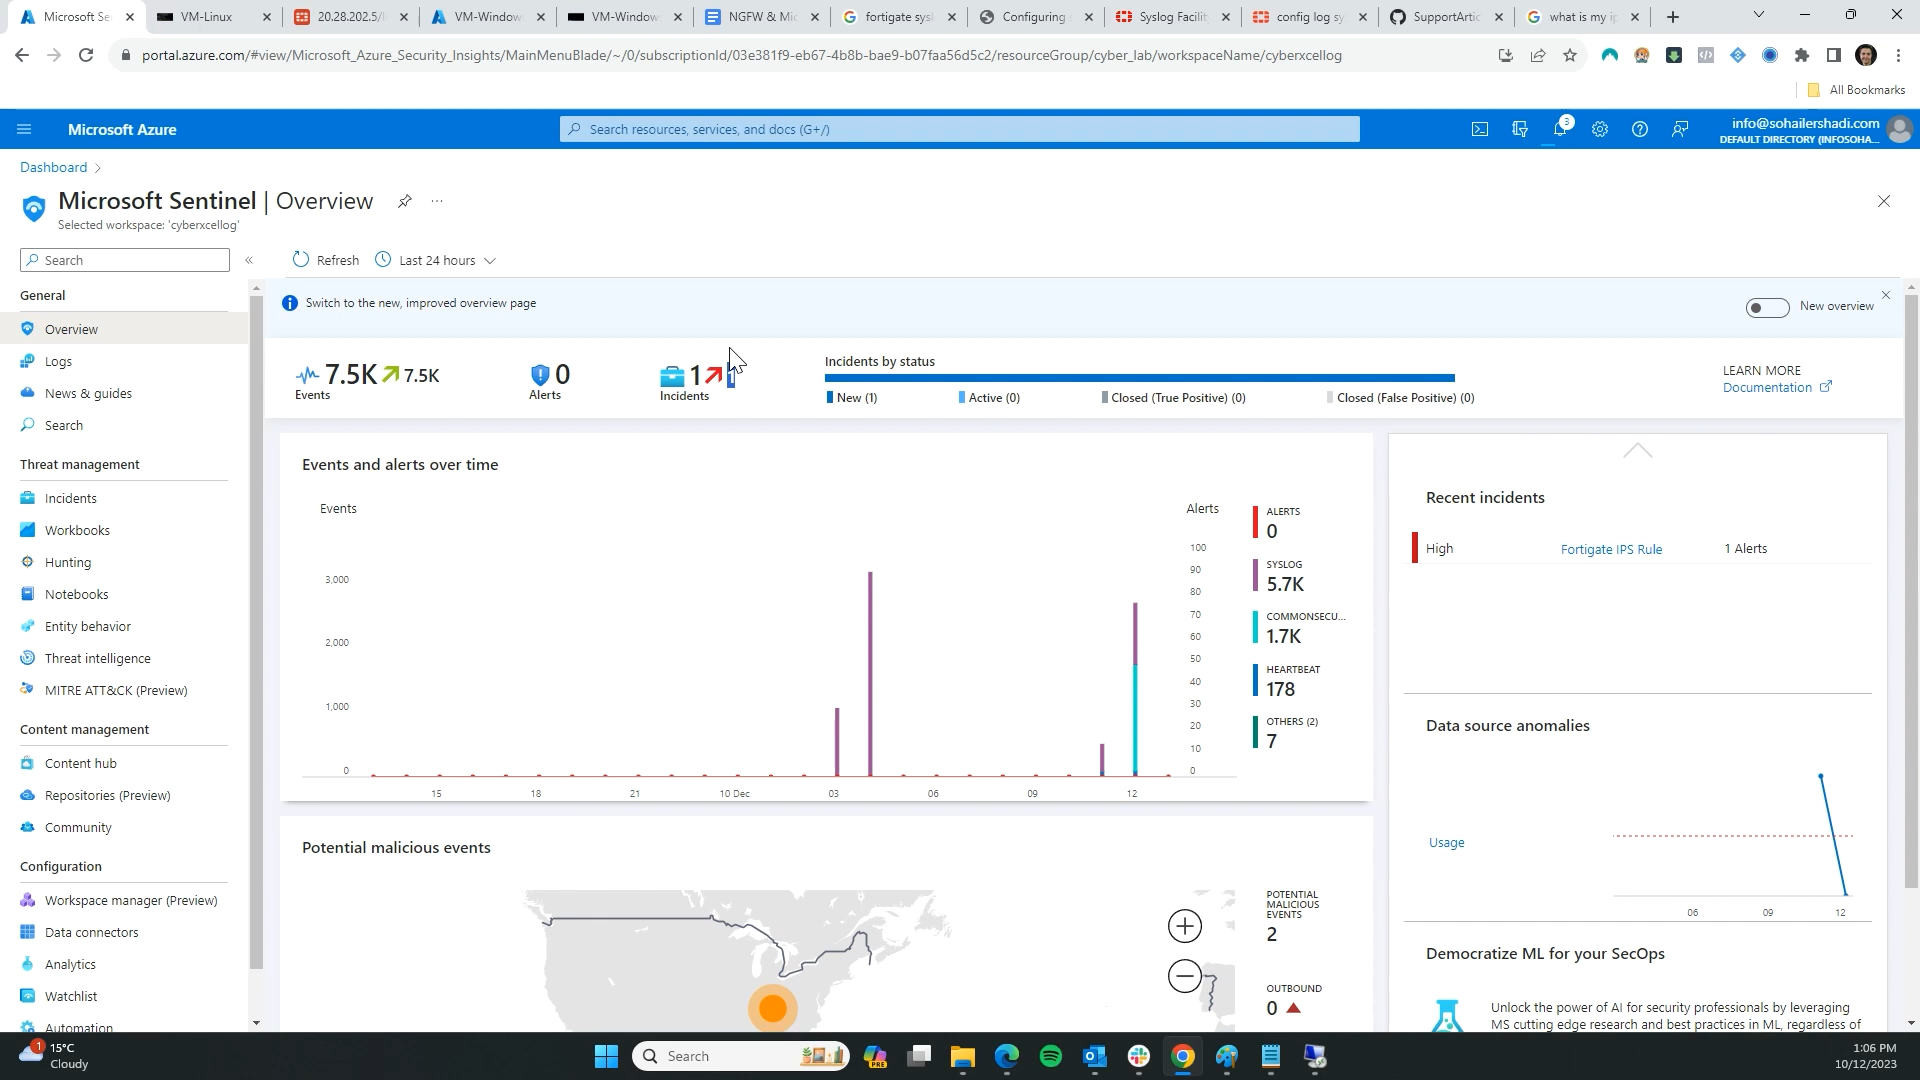 Microsoft Se
VM-Linux
20.28.202.5/l
VM-Window
VM-Window
NGFW & Mic
fortigate sysl
Configuring
Syslog Facilit
config log sy
SupportArtic
what is my ip
portal.azure.com/#view/Microsoft_Azure_Security_Insights/MainMenuBlade/~/0/subscriptionId/03e381f9-eb67-4b8b-bae9-b07faa56d5c2/resourceGroup/cyber_lab/workspaceName/cyberxcellog
All Bookmarks
Microsoft Azure
Search resources, services, and docs (G+/)
3
info@sohailershadi.com
DEFAULT DIRECTORY (INFOSOHA...
Dashboard >
Microsoft Sentinel | Overview
Selected workspace: 'cyberxcellog'
Search
«
Refresh
Last 24 hours
General
Overview
Logs
News & guides
Search
Threat management
Incidents
Workbooks
Hunting
Notebooks
Entity behavior
Threat intelligence
MITRE ATT&CK (Preview)
Content management
Content hub
Repositories (Preview)
Community
Configuration
Workspace manager (Preview)
Data connectors
Analytics
Watchlist
Automation
Switch to the new, improved overview page
New overview
7.5K 7.5K
Events
0
Alerts
1 1
Incidents
Incidents by status
New (1)
Active (0)
Closed (True Positive) (0)
Closed (False Positive) (0)
LEARN MORE
Documentation
Events and alerts over time
Events
Alerts
3,000
2,000
1,000
0
100
90
80
70
60
50
40
30
20
10
0
15 18 21 10 Dec 03 06 09 12
ALERTS
0
SYSLOG
5.7K
COMMONSECU...
1.7K
HEARTBEAT
178
OTHERS (2)
7
Potential malicious events
POTENTIAL
MALICIOUS
EVENTS
2
OUTBOUND
0
Recent incidents
High Fortigate IPS Rule 1 Alerts
Data source anomalies
Usage
06 09 12
Democratize ML for your SecOps
Unlock the power of AI for security professionals by leveraging
MS cutting edge research and best practices in ML, regardless of
1
15°C
Cloudy
Search
PRE
1:06 PM
10/12/2023